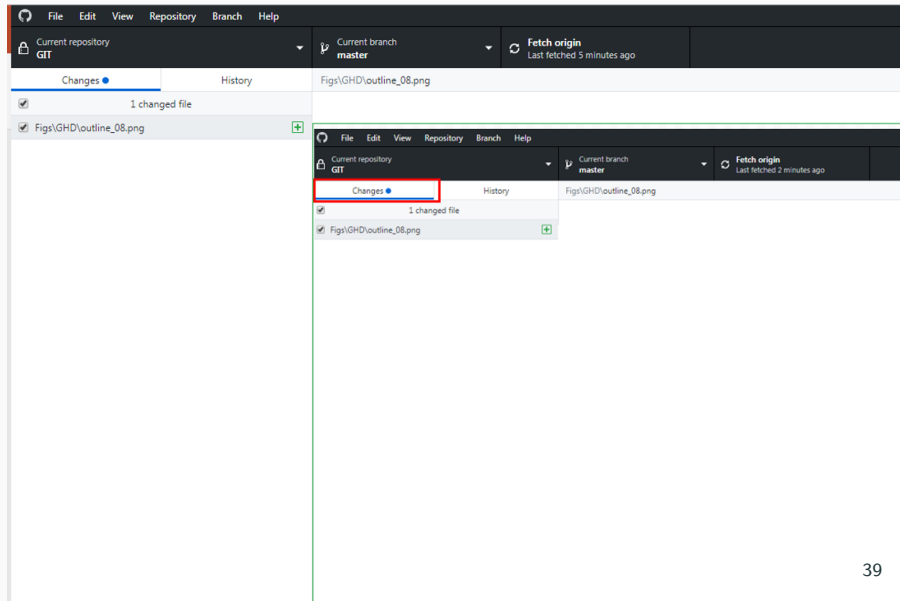 File Edit View Repository Branch Help
Current repository
GIT
Current branch
master
Fetch origin
Last fetched 5 minutes ago
Changes History
Figs\GHD\outline_08.png
1 changed file
Figs\GHD\outline_08.png
File Edit View Repository Branch Help
Current repository
GIT
Current branch
master
Fetch origin
Last fetched 2 minutes ago
Changes History
Figs\GHD\outline_08.png
1 changed file
Figs\GHD\outline_08.png
39